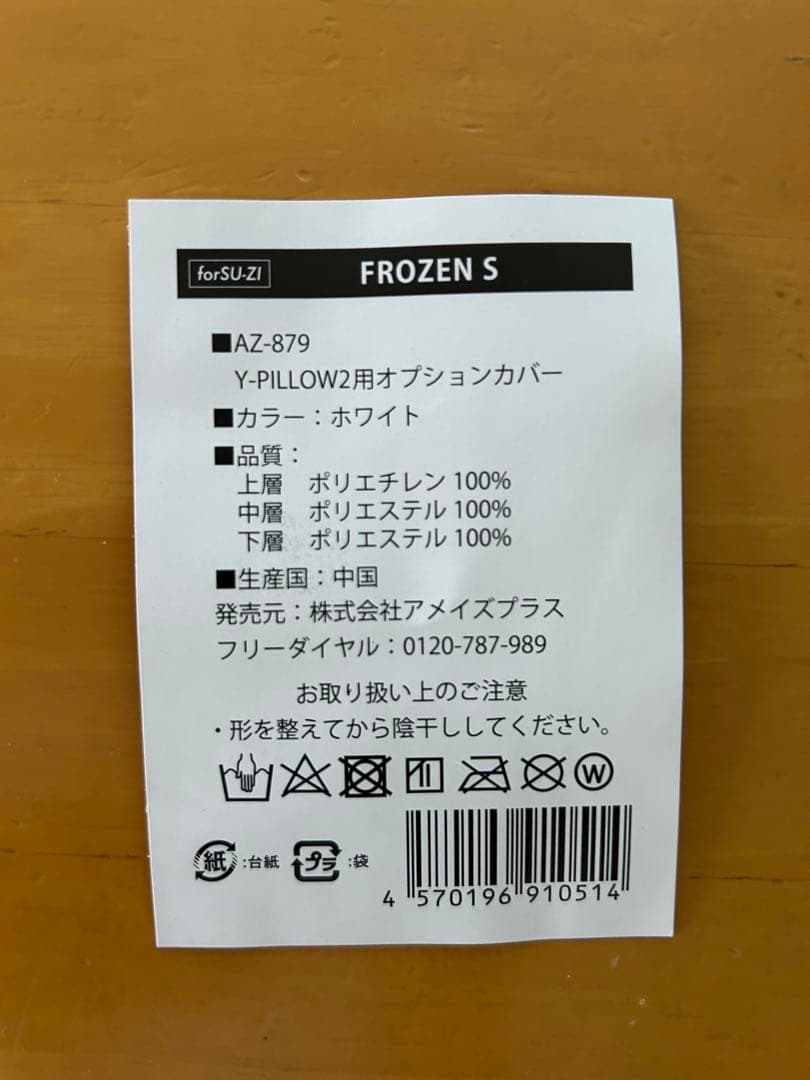 forSU-ZI FROZEN S
■AZ-879
Y-PILLOW2用オプションカバー
■カラー：ホワイト
■品質：
上層　ポリエチレン 100%
中層　ポリエステル 100%
下層　ポリエステル 100%
■生産国：中国
発売元：株式会社アメイズプラス
フリーダイヤル：0120-787-989
お取り扱い上のご注意
・形を整えてから陰干ししてください。
W
紙 :台紙 プラ :袋
4 570196 910514